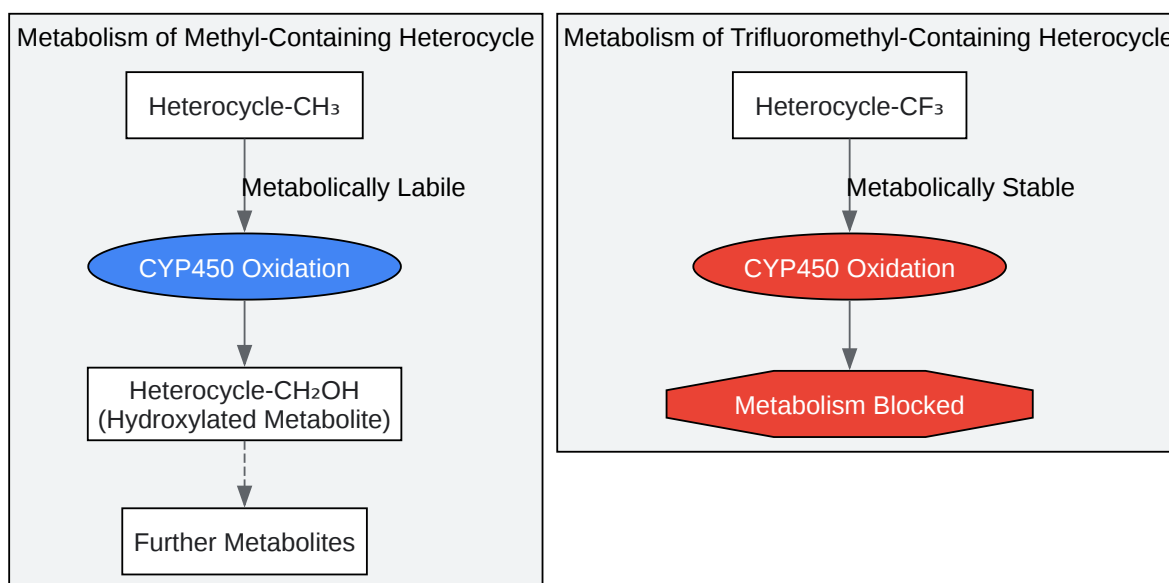 Metabolism of Methyl-Containing Heterocycle
Heterocycle-CH₃
Metabolically Labile
CYP450 Oxidation
Heterocycle-CH₂OH
(Hydroxylated Metabolite)
Further Metabolites
Metabolism of Trifluoromethyl-Containing Heterocycle
Heterocycle-CF₃
Metabolically Stable
CYP450 Oxidation
Metabolism Blocked